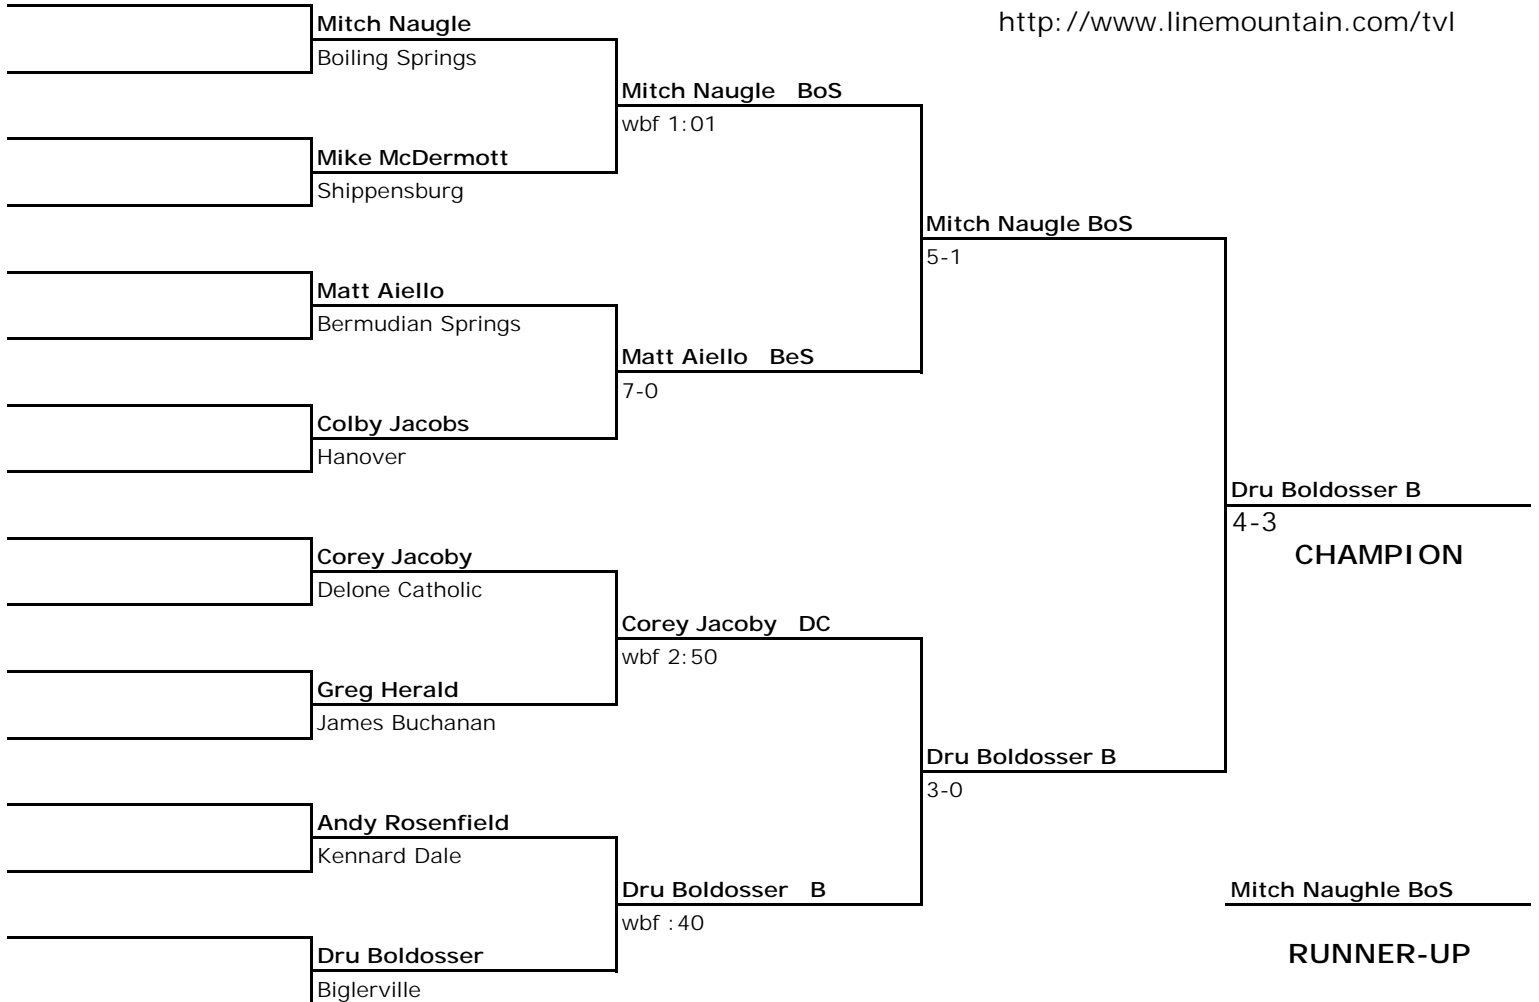 http://www.linemountain.com/tvl
Mitch Naugle
Boiling Springs
Mitch Naugle BoS
wbf 1:01
Mike McDermott
Shippensburg
Mitch Naugle BoS
5-1
Matt Aiello
Bermudian Springs
Matt Aiello BeS
7-0
Colby Jacobs
Hanover
Dru Boldosser B
4-3
CHAMPION
Corey Jacoby
Delone Catholic
Corey Jacoby DC
wbf 2:50
Greg Herald
James Buchanan
Dru Boldosser B
3-0
Andy Rosenfield
Kennard Dale
Dru Boldosser B
wbf :40
Mitch Naughle BoS
RUNNER-UP
Dru Boldosser
Biglerville